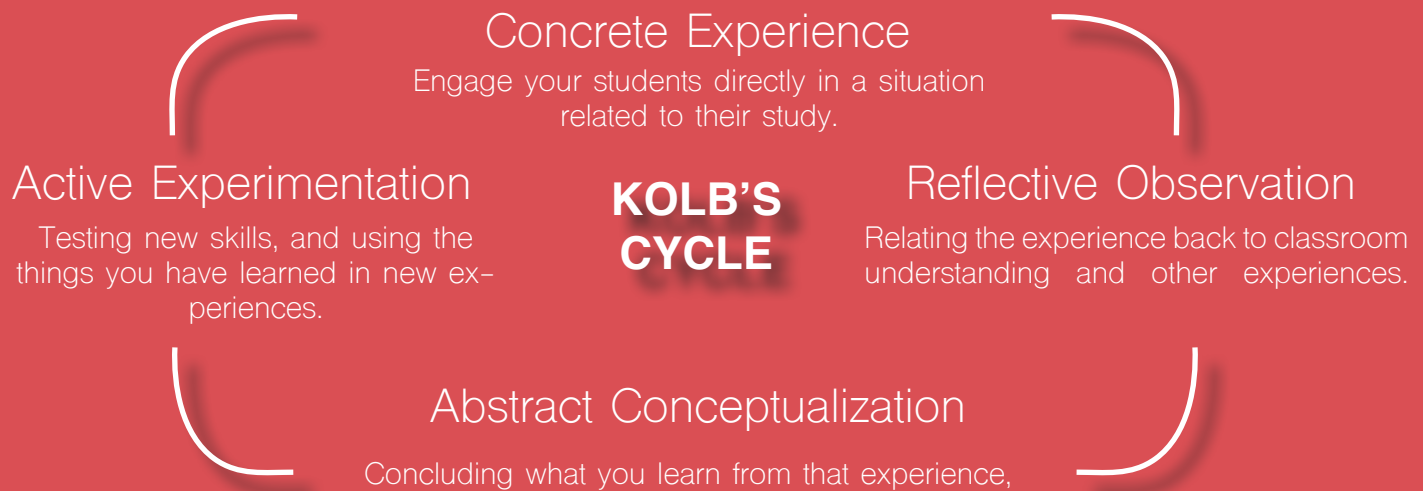 Concrete Experience
Engage your students directly in a situation
related to their study.
Active Experimentation
Testing new skills, and using the
things you have learned in new ex-
periences.
KOLB'S
CYCLE
Reflective Observation
Relating the experience back to classroom
understanding and other experiences.
Abstract Conceptualization
Concluding what you learn from that experience,